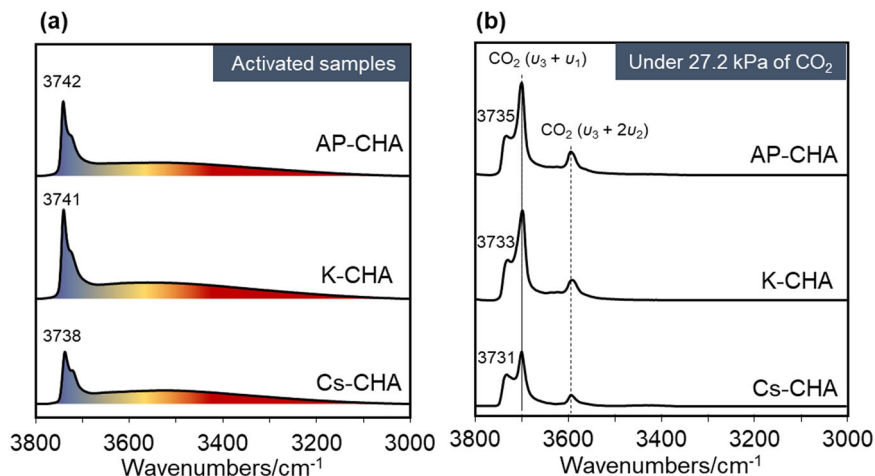 (a)
Activated samples
3742
AP-CHA
3741
K-CHA
3738
Cs-CHA
3800 3600 3400 3200 3000
Wavenumbers/cm⁻¹
(b)
CO₂ (υ₃ + υ₁)
Under 27.2 kPa of CO₂
3735
CO₂ (υ₃ + 2υ₂)
AP-CHA
3733
K-CHA
3731
Cs-CHA
3800 3600 3400 3200 3000
Wavenumbers/cm⁻¹